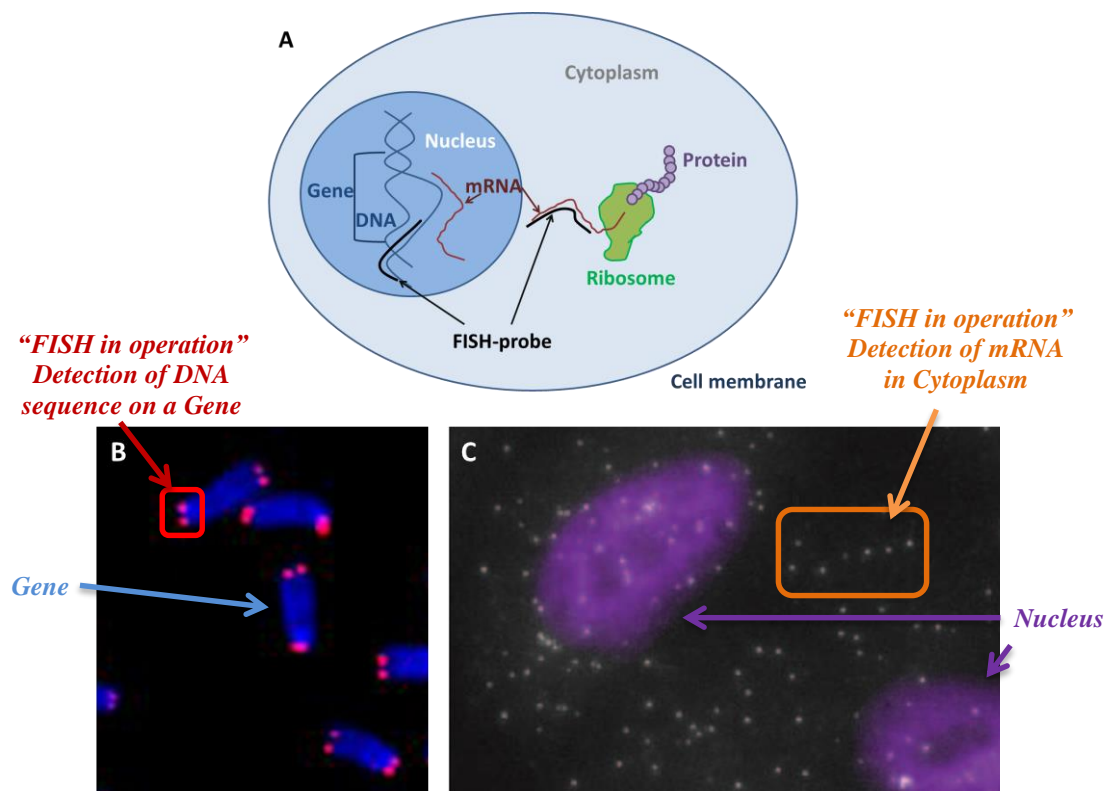 A
Cytoplasm
Nucleus
Protein
Gene
mRNA
DNA
Ribosome
FISH-probe
Cell membrane
“FISH in operation”
Detection of DNA
sequence on a Gene
“FISH in operation”
Detection of mRNA
in Cytoplasm
B
C
Gene
Nucleus